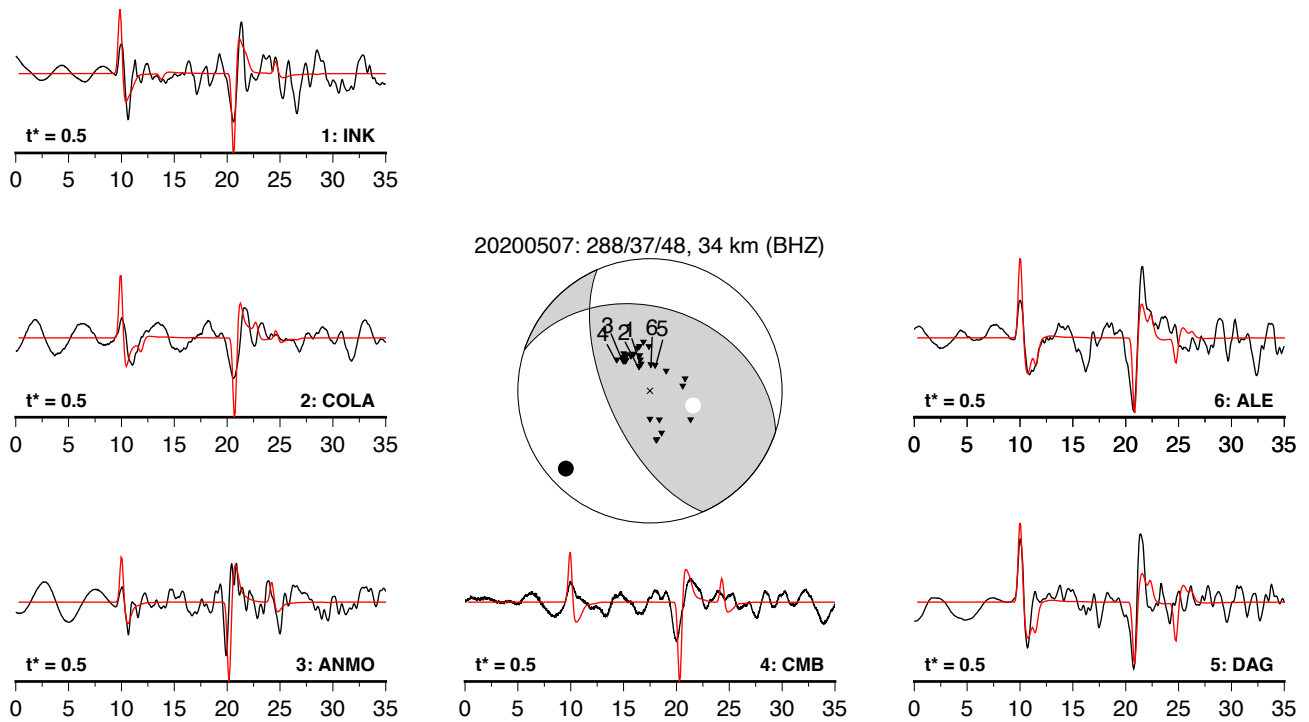 t* = 0.5 1: INK
0 5 10 15 20 25 30 35
20200507: 288/37/48, 34 km (BHZ)
3 2 1 6 5
4
t* = 0.5 2: COLA
0 5 10 15 20 25 30 35
t* = 0.5 6: ALE
0 5 10 15 20 25 30 35
t* = 0.5 3: ANMO
0 5 10 15 20 25 30 35
t* = 0.5 4: CMB
0 5 10 15 20 25 30 35
t* = 0.5 5: DAG
0 5 10 15 20 25 30 35